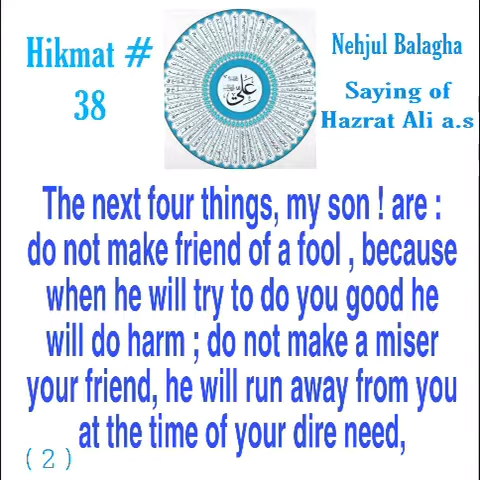 Hikmat #
38
Nehjul Balagha
Saying of
Hazrat Ali a.s
علي
The next four things, my son ! are :
do not make friend of a fool , because
when he will try to do you good he
will do harm ; do not make a miser
your friend, he will run away from you
at the time of your dire need,
( 2 )